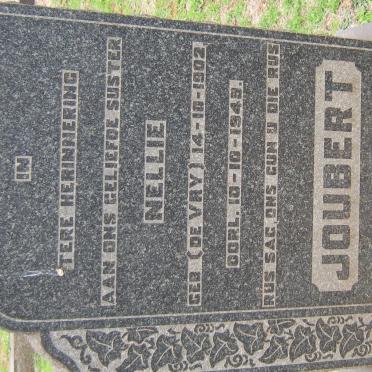 IN
TERE HERINNERING
AAN ONS GELIEFDE SUSTER
NELLIE
GEB (DE VRY) 14-10-1902
OORL. 10-10-1949.
RUS SAG ONS GUN U DIE RUS
JOUBERT